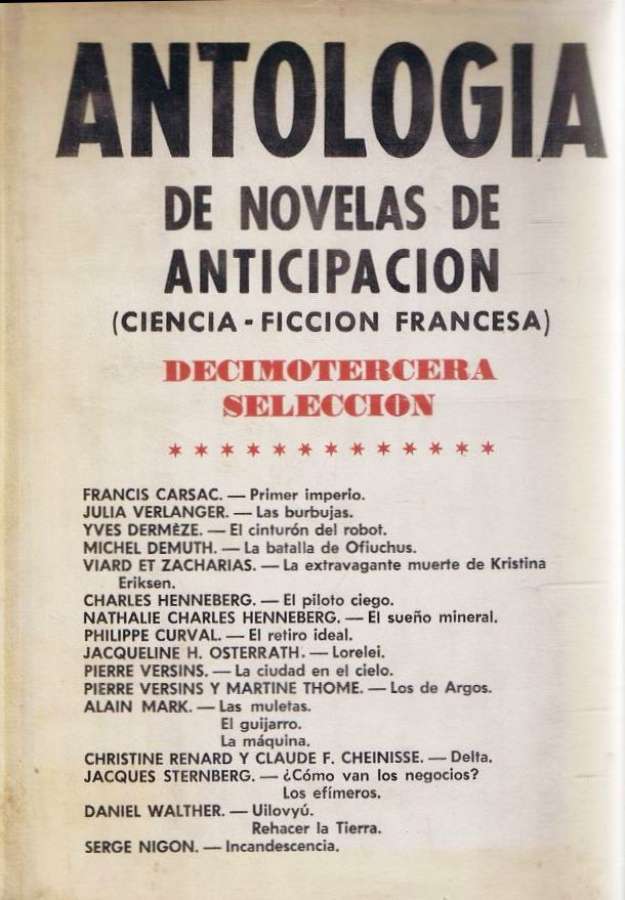 ANTOLOGIA
DE NOVELAS DE
ANTICIPACION
(CIENCIA-FICCION FRANCESA)
DECIMOTERCERA
SELECCION
* * * * * * * * * * * * *
FRANCIS CARSAC. — Primer imperio.
JULIA VERLANGER. — Las burbujas.
YVES DERMÈZE. — El cinturón del robot.
MICHEL DEMUTH. — La batalla de Ofiuchus.
VIARD ET ZACHARIAS. — La extravagante muerte de Kristina
Eriksen.
CHARLES HENNEBERG. — El piloto ciego.
NATHALIE CHARLES HENNEBERG. — El sueño mineral.
PHILIPPE CURVAL. — El retiro ideal.
JACQUELINE H. OSTERRATH. — Lorelei.
PIERRE VERSINS. — La ciudad en el cielo.
PIERRE VERSINS Y MARTINE THOME. — Los de Argos.
ALAIN MARK. — Las muletas.
El guijarro.
La máquina.
CHRISTINE RENARD Y CLAUDE F. CHEINISSE. — Delta.
JACQUES STERNBERG. — ¿Cómo van los negocios?
Los efímeros.
DANIEL WALTHER. — Uilovyú.
Rehacer la Tierra.
SERGE NIGON. — Incandescencia.